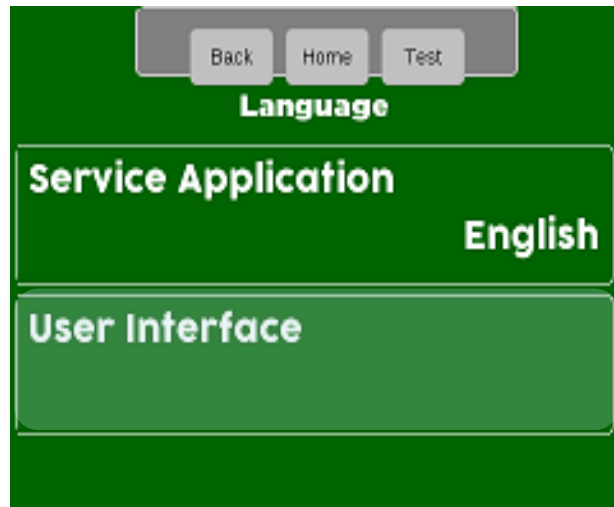 Back Home Test
Language
Service Application
English
User Interface